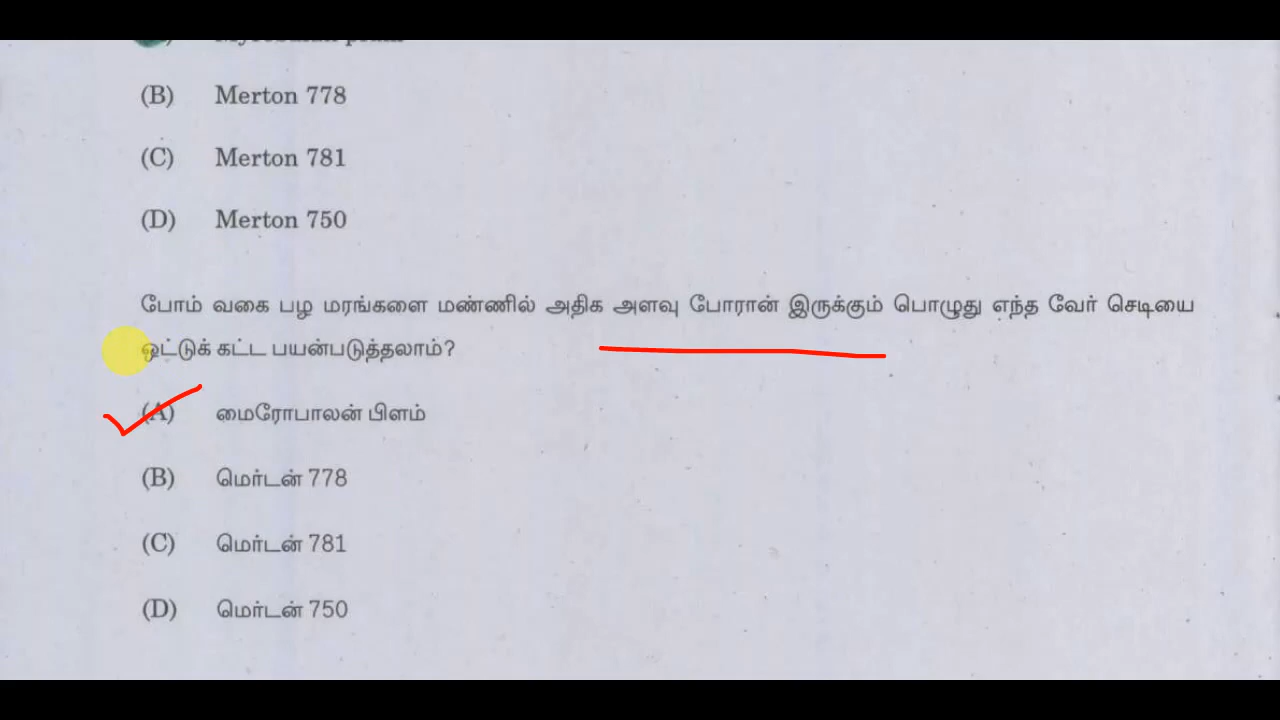 (B) Merton 778
(C) Merton 781
(D) Merton 750
போம் வகை பழ மரங்களை மண்ணில் அதிக அளவு போரான் இருக்கும் பொழுது எந்த வேர் செடியை
ஒட்டுக் கட்ட பயன்படுத்தலாம்?
(A) மைரோபாலன் பிளம்
(B) மெர்டன் 778
(C) மெர்டன் 781
(D) மெர்டன் 750